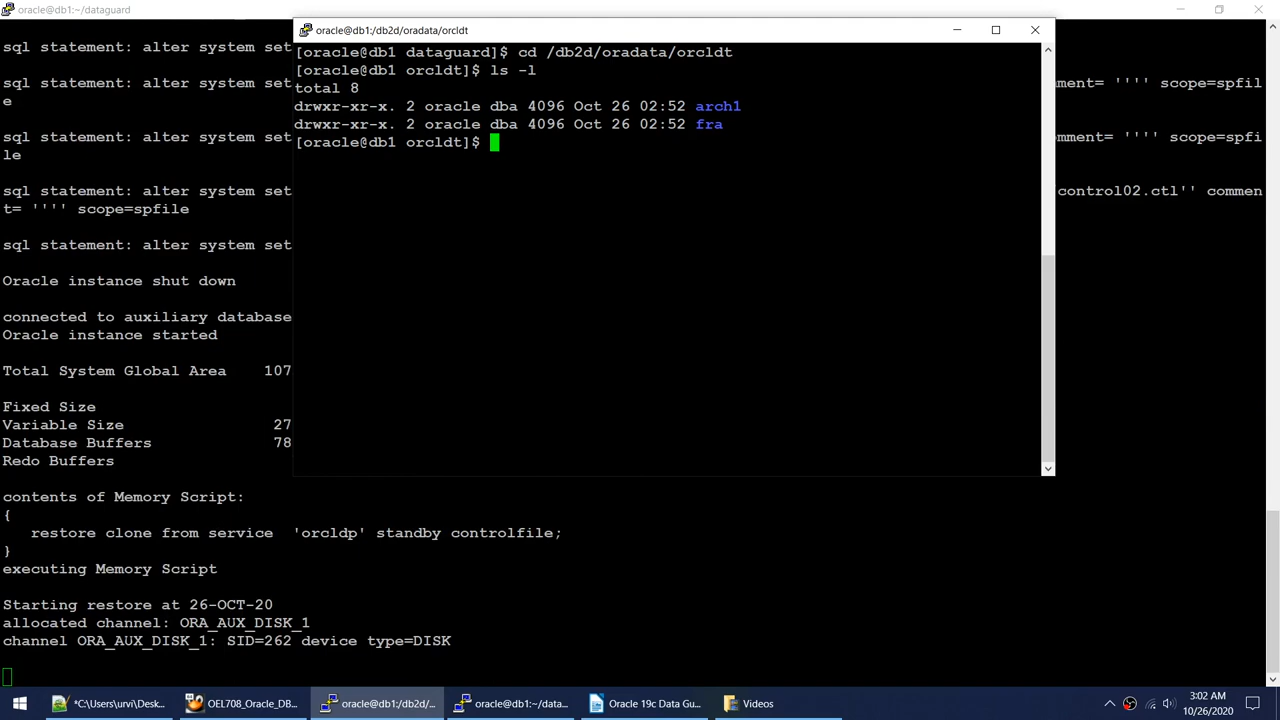 oracle@db1:~/dataguard
sql statement: alter system set
sql statement: alter system set
mment= '''' scope=spfil
e
sql statement: alter system set
mment= '''' scope=spfi
le
sql statement: alter system set
control02.ctl'' commen
t= '''' scope=spfile
sql statement: alter system set
Oracle instance shut down
connected to auxiliary database
Oracle instance started
Total System Global Area 107
Fixed Size
Variable Size 27
Database Buffers 78
Redo Buffers
contents of Memory Script:
{
restore clone from service 'orcldp' standby controlfile;
}
executing Memory Script
Starting restore at 26-OCT-20
allocated channel: ORA_AUX_DISK_1
channel ORA_AUX_DISK_1: SID=262 device type=DISK
oracle@db1:/db2d/oradata/orcldt
[oracle@db1 dataguard]$ cd /db2d/oradata/orcldt
[oracle@db1 orcldt]$ ls -l
total 8
drwxr-xr-x. 2 oracle dba 4096 Oct 26 02:52 arch1
drwxr-xr-x. 2 oracle dba 4096 Oct 26 02:52 fra
[oracle@db1 orcldt]$
*C:\Users\urvi\Desk...
OEL708_Oracle_DB...
oracle@db1:/db2d/...
oracle@db1:~/data...
Oracle 19c Data Gu...
Videos
3:02 AM
10/26/2020